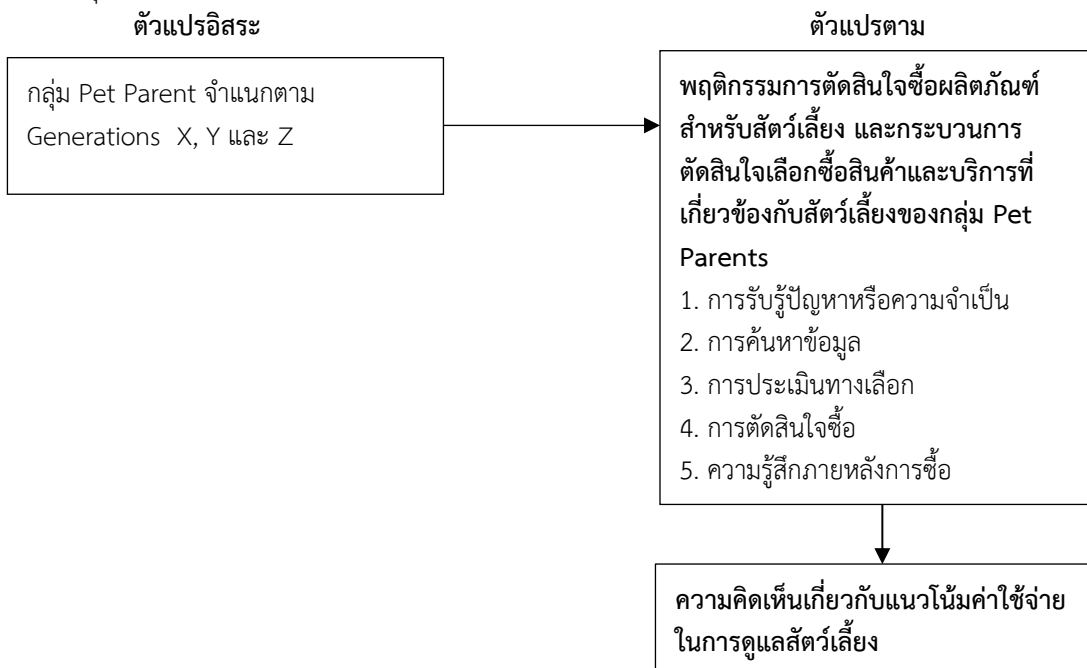 ตัวแปรอิสระ
ตัวแปรตาม
กลุ่ม Pet Parent จำแนกตาม
Generations X, Y และ Z
พฤติกรรมการตัดสินใจซื้อผลิตภัณฑ์
สำหรับสัตว์เลี้ยง และกระบวนการ
ตัดสินใจเลือกซื้อสินค้าและบริการที่
เกี่ยวข้องกับสัตว์เลี้ยงของกลุ่ม Pet
Parents
1. การรับรู้ปัญหาหรือความจำเป็น
2. การค้นหาข้อมูล
3. การประเมินทางเลือก
4. การตัดสินใจซื้อ
5. ความรู้สึกภายหลังการซื้อ
ความคิดเห็นเกี่ยวกับแนวโน้มค่าใช้จ่าย
ในการดูแลสัตว์เลี้ยง